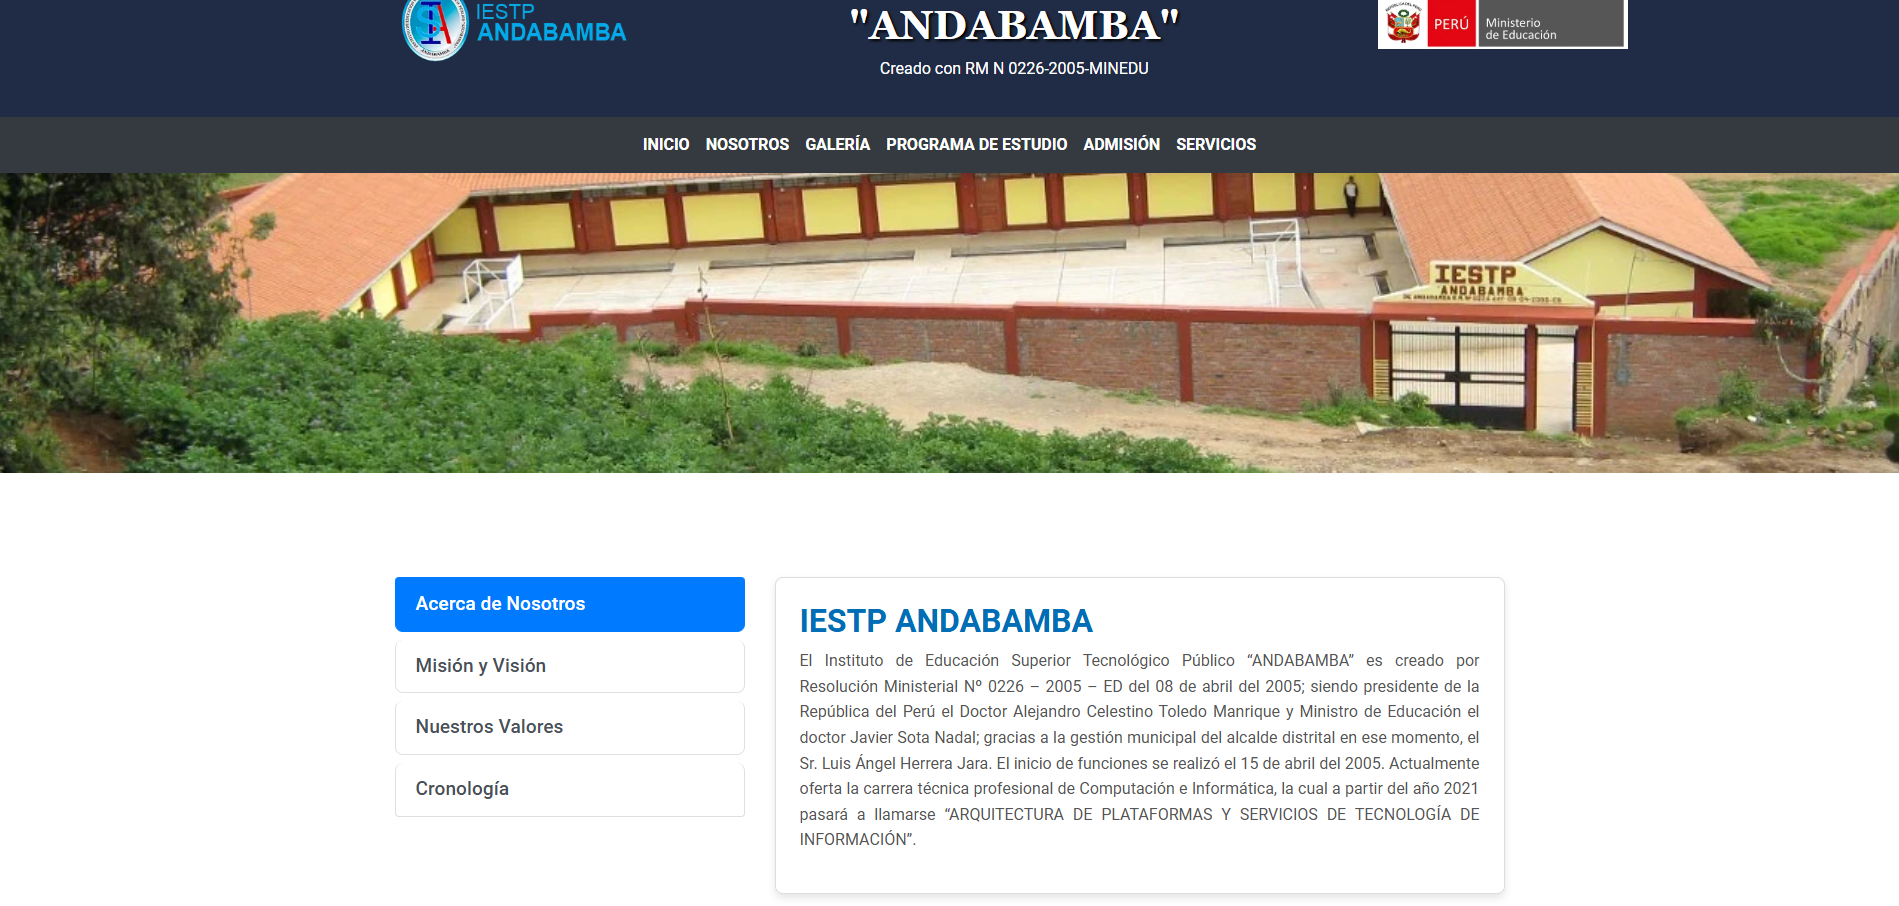 IESTP
ANDABAMBA
"ANDABAMBA"
Creado con RM N 0226-2005-MINEDU
PERÚ
Ministerio
de Educación
INICIO NOSOTROS GALERÍA PROGRAMA DE ESTUDIO ADMISIÓN SERVICIOS
IESTP
"ANDABAMBA"
Acerca de Nosotros
Misión y Visión
Nuestros Valores
Cronología
IESTP ANDABAMBA
El Instituto de Educación Superior Tecnológico Público “ANDABAMBA” es creado por
Resolución Ministerial Nº 0226 – 2005 – ED del 08 de abril del 2005; siendo presidente de la
República del Perú el Doctor Alejandro Celestino Toledo Manrique y Ministro de Educación el
doctor Javier Sota Nadal; gracias a la gestión municipal del alcalde distrital en ese momento, el
Sr. Luis Ángel Herrera Jara. El inicio de funciones se realizó el 15 de abril del 2005. Actualmente
oferta la carrera técnica profesional de Computación e Informática, la cual a partir del año 2021
pasará a llamarse “ARQUITECTURA DE PLATAFORMAS Y SERVICIOS DE TECNOLOGÍA DE
INFORMACIÓN”.